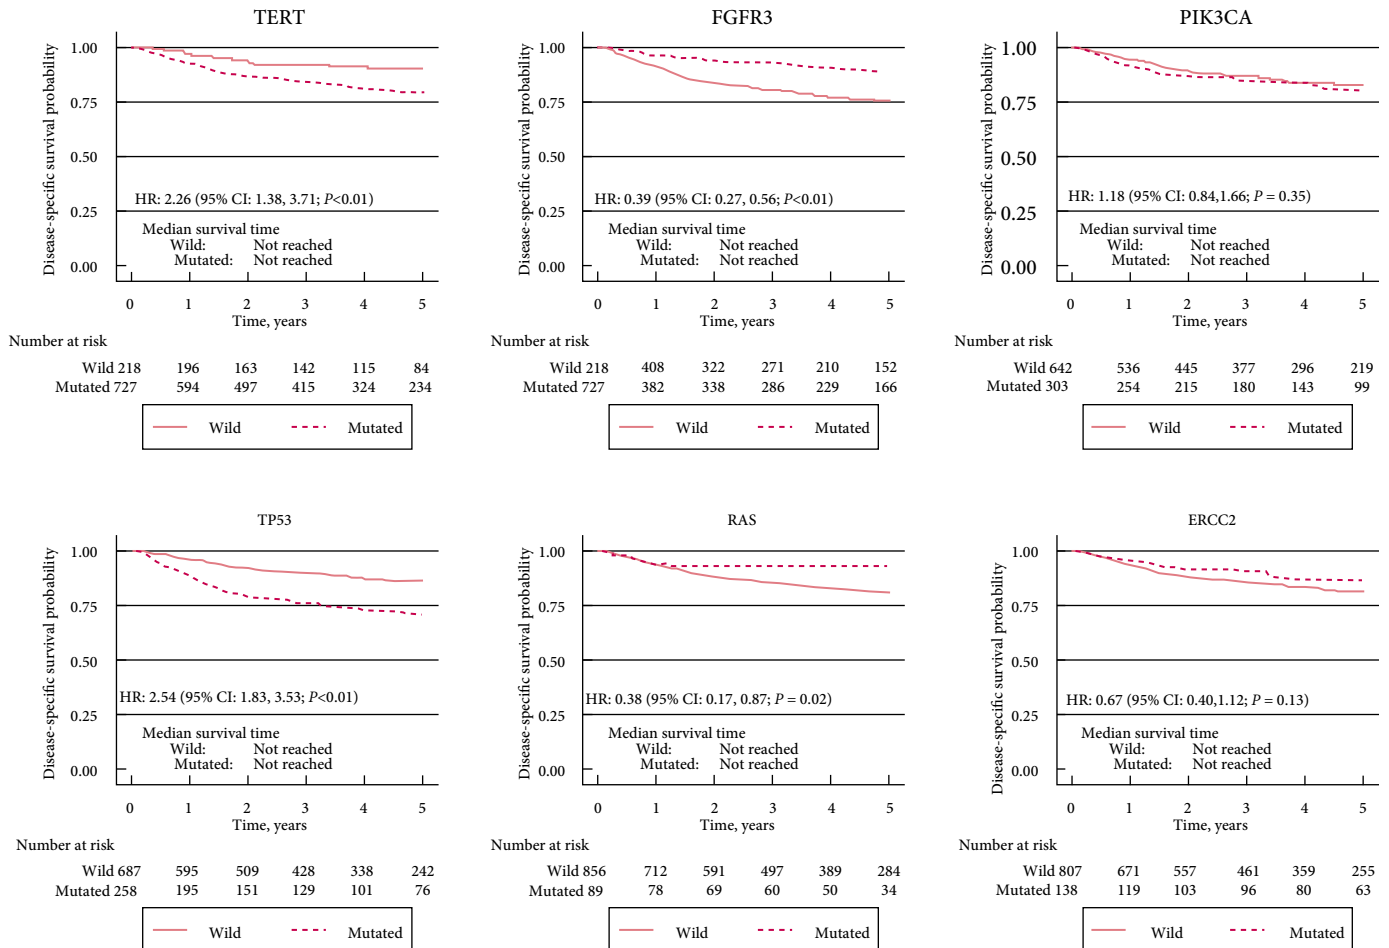 TERT
Disease-specific survival probability
1.00
0.75
0.50
0.25
0.00
HR: 2.26 (95% CI: 1.38, 3.71; P<0.01)
Median survival time
Wild: Not reached
Mutated: Not reached
0 1 2 3 4 5
Time, years
Number at risk
Wild 218 196 163 142 115 84
Mutated 727 594 497 415 324 234
Wild Mutated
FGFR3
Disease-specific survival probability
1.00
0.75
0.50
0.25
0.00
HR: 0.39 (95% CI: 0.27, 0.56; P<0.01)
Median survival time
Wild: Not reached
Mutated: Not reached
0 1 2 3 4 5
Time, years
Number at risk
Wild 218 408 322 271 210 152
Mutated 727 382 338 286 229 166
Wild Mutated
PIK3CA
Disease-specific survival probability
1.00
0.75
0.50
0.25
0.00
HR: 1.18 (95% CI: 0.84,1.66; P = 0.35)
Median survival time
Wild: Not reached
Mutated: Not reached
0 1 2 3 4 5
Time, years
Number at risk
Wild 642 536 445 377 296 219
Mutated 303 254 215 180 143 99
Wild Mutated
TP53
Disease-specific survival probability
1.00
0.75
0.50
0.25
0.00
HR: 2.54 (95% CI: 1.83, 3.53; P<0.01)
Median survival time
Wild: Not reached
Mutated: Not reached
0 1 2 3 4 5
Time, years
Number at risk
Wild 687 595 509 428 338 242
Mutated 258 195 151 129 101 76
Wild Mutated
RAS
Disease-specific survival probability
1.00
0.75
0.50
0.25
0.00
HR: 0.38 (95% CI: 0.17, 0.87; P = 0.02)
Median survival time
Wild: Not reached
Mutated: Not reached
0 1 2 3 4 5
Time, years
Number at risk
Wild 856 712 591 497 389 284
Mutated 89 78 69 60 50 34
Wild Mutated
ERCC2
Disease-specific survival probability
1.00
0.75
0.50
0.25
0.00
HR: 0.67 (95% CI: 0.40,1.12; P = 0.13)
Median survival time
Wild: Not reached
Mutated: Not reached
0 1 2 3 4 5
Time, years
Number at risk
Wild 807 671 557 461 359 255
Mutated 138 119 103 96 80 63
Wild Mutated